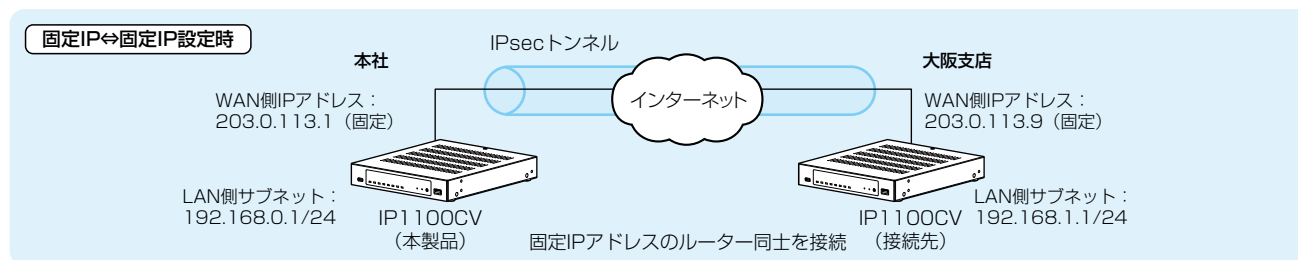 固定IP⇔固定IP設定時
IPsecトンネル
本社
大阪支店
WAN側IPアドレス：
203.0.113.1（固定）
インターネット
WAN側IPアドレス：
203.0.113.9（固定）
LAN側サブネット：
192.168.0.1/24
IP1100CV
（本製品）
固定IPアドレスのルーター同士を接続
IP1100CV
（接続先）
LAN側サブネット：
192.168.1.1/24